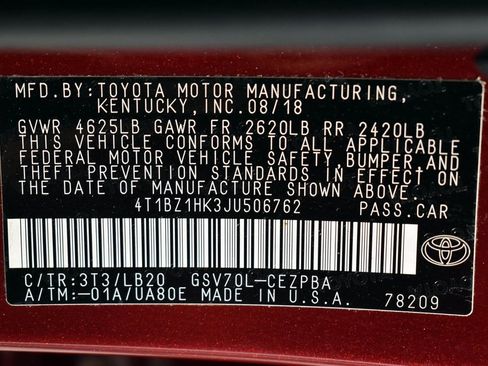 MFD.BY:TOYOTA MOTOR MANUFACTURING,
KENTUCKY, INC. 08/18
GVWR 4625LB GAWR FR 2620LB RR 2420LB
THIS VEHICLE CONFORMS TO ALL APPLICABLE
FEDERAL MOTOR VEHICLE SAFETY, BUMPER, AND
THEFT PREVENTION STANDARDS IN EFFECT
ON THE DATE OF MANUFACTURE SHOWN ABOVE.
4T1BZ1HK3JU506762 PASS.CAR
C/TR:3T3/LB20 GSV70L-CEZPBA
A/TM:-01A/UA80E MADE IN U.S.A. 78209